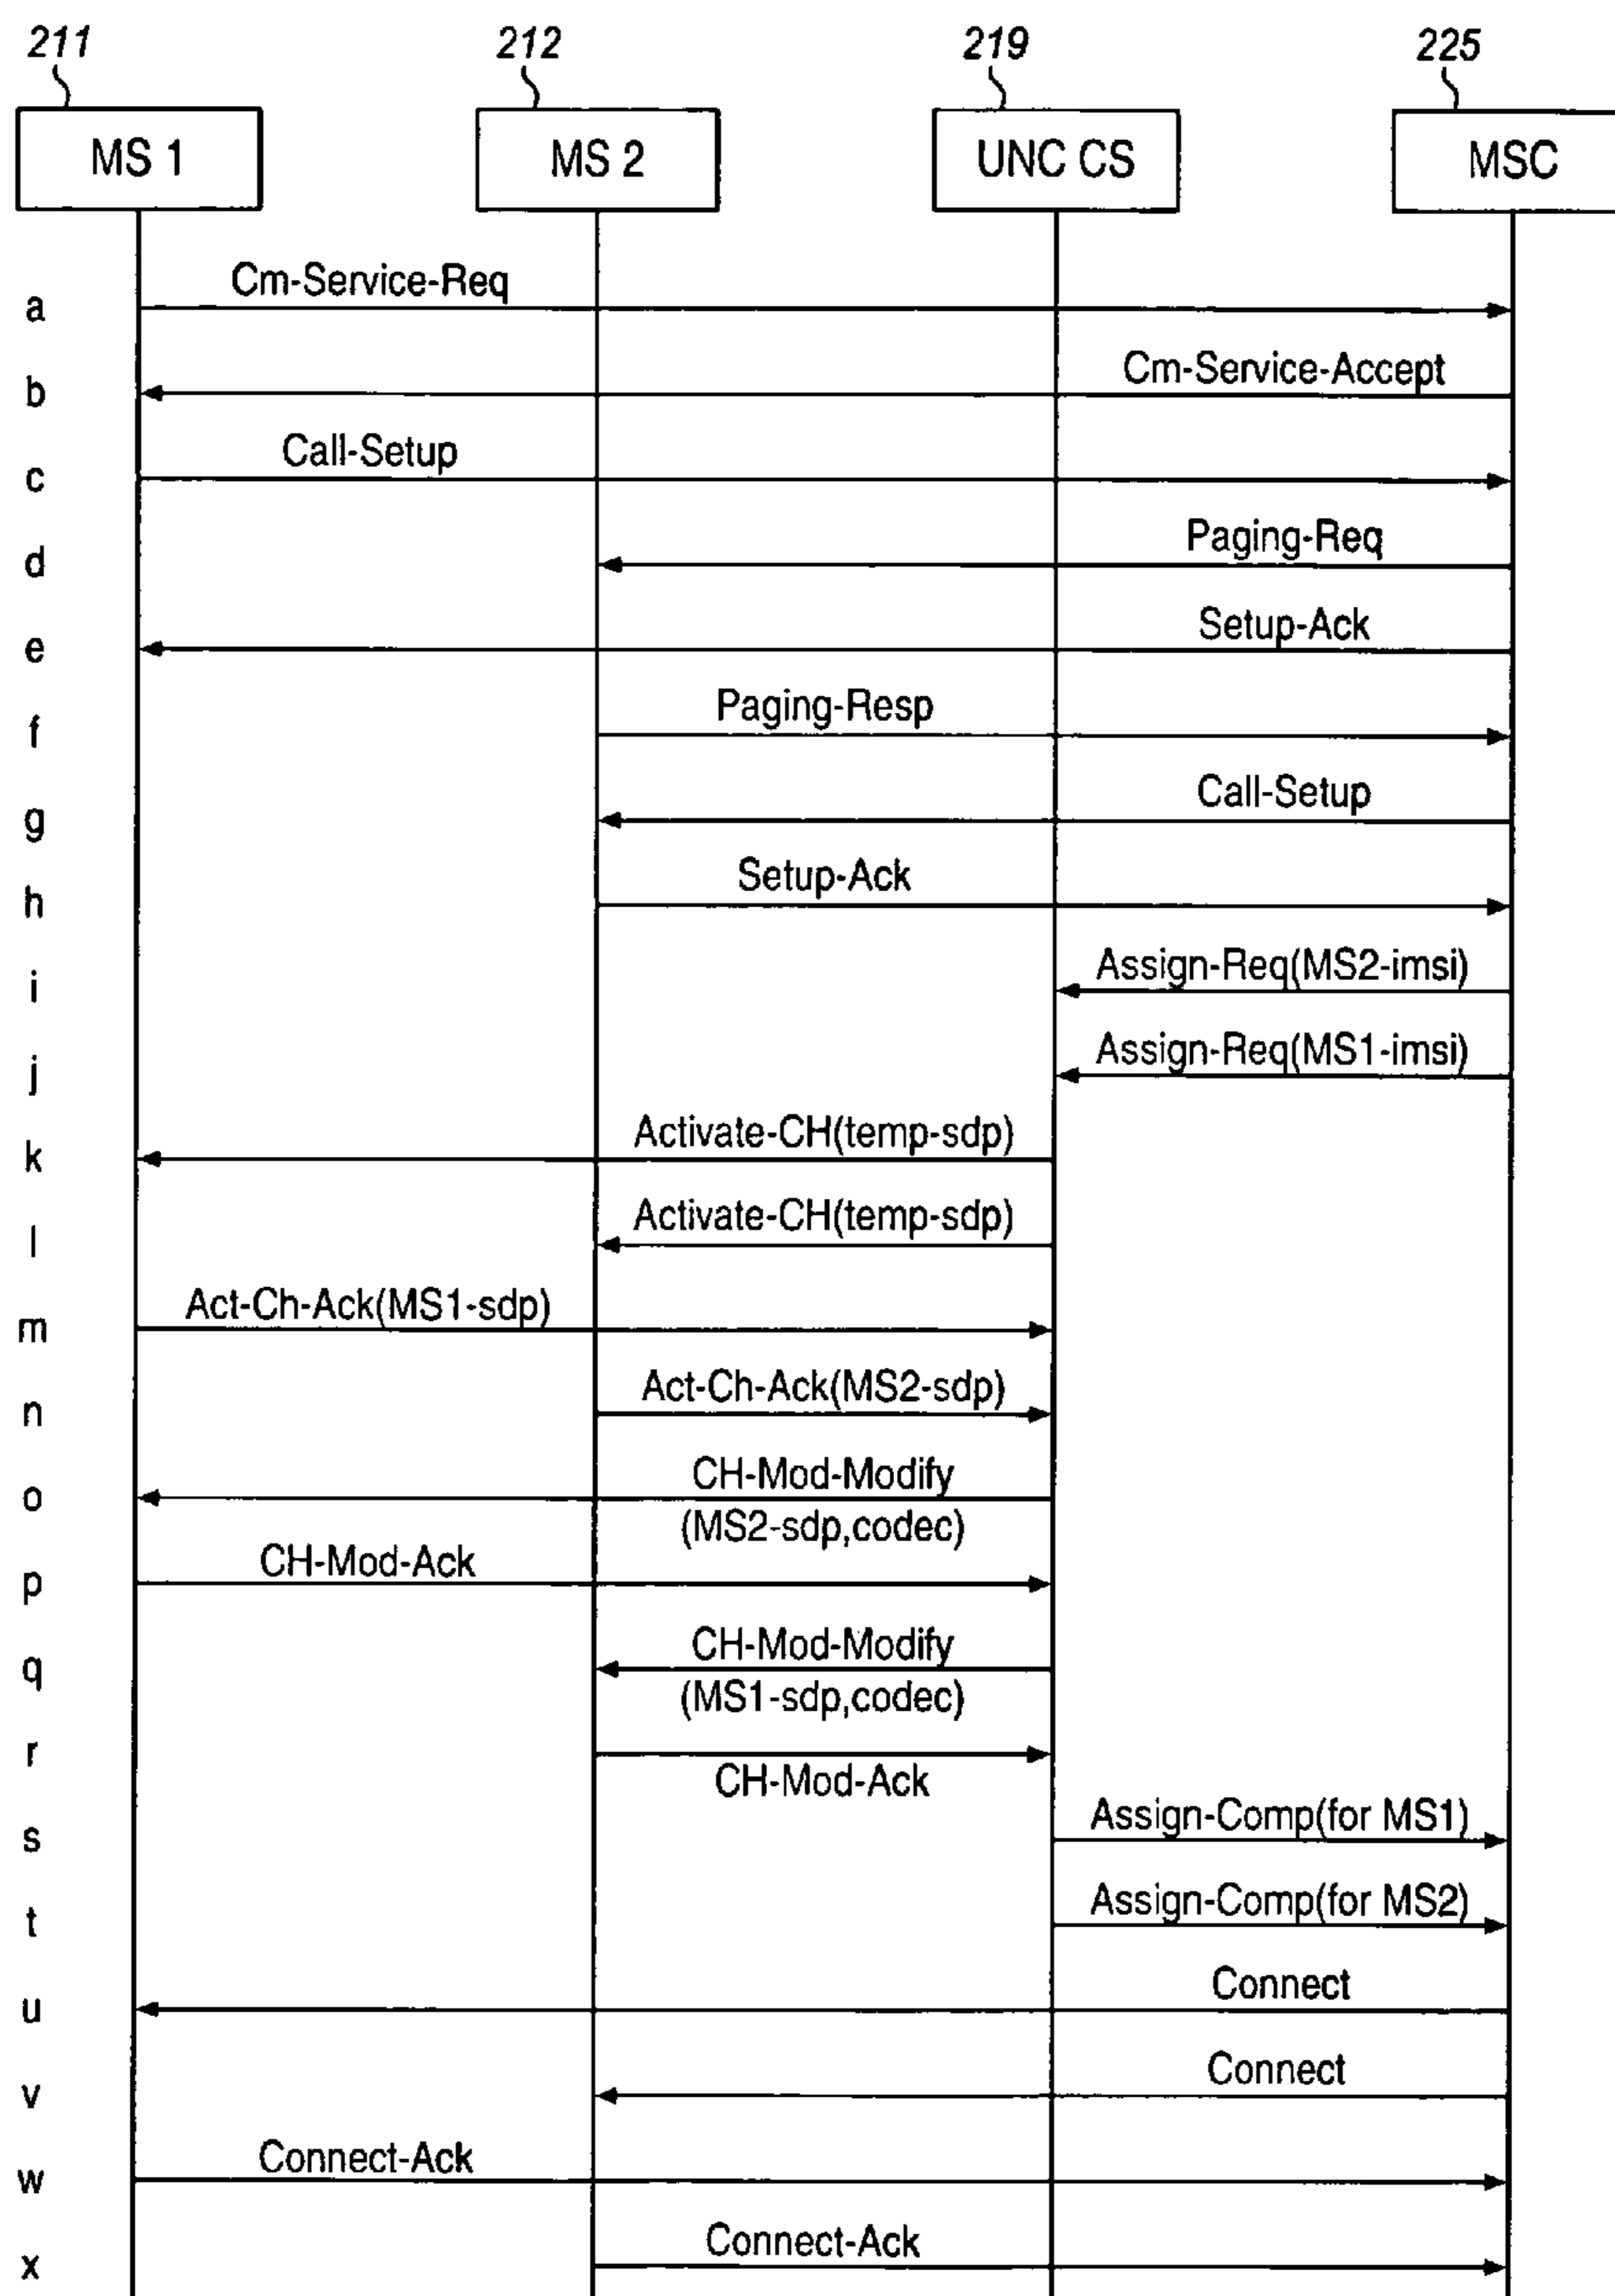 211 212 219 225
MS 1 MS 2 UNC CS MSC
Cm-Service-Req
a
Cm-Service-Accept
b
Call-Setup
c
Paging-Req
d
Setup-Ack
e
Paging-Resp
f
Call-Setup
g
Setup-Ack
h
Assign-Req(MS2-imsi)
i
Assign-Req(MS1-imsi)
j
Activate-CH(temp-sdp)
k
Activate-CH(temp-sdp)
l
Act-Ch-Ack(MS1-sdp)
m
Act-Ch-Ack(MS2-sdp)
n
CH-Mod-Modify
o
(MS2-sdp,codec)
CH-Mod-Ack
p
CH-Mod-Modify
q
(MS1-sdp,codec)
r
CH-Mod-Ack
Assign-Comp(for MS1)
s
Assign-Comp(for MS2)
t
Connect
u
Connect
v
Connect-Ack
w
Connect-Ack
x